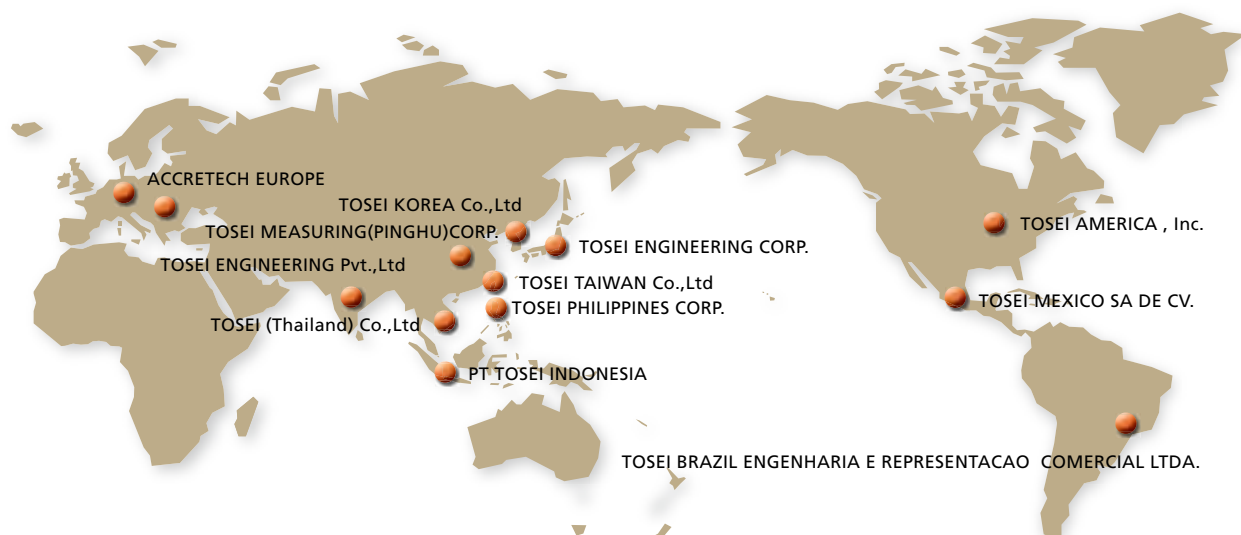 ACCRETECH EUROPE
TOSEI KOREA Co.,Ltd
TOSEI MEASURING(PINGHU)CORP.
TOSEI ENGINEERING CORP.
TOSEI AMERICA , Inc.
TOSEI ENGINEERING Pvt.,Ltd
TOSEI TAIWAN Co.,Ltd
TOSEI PHILIPPINES CORP.
TOSEI MEXICO SA DE CV.
TOSEI (Thailand) Co.,Ltd
PT TOSEI INDONESIA
TOSEI BRAZIL ENGENHARIA E REPRESENTACAO COMERCIAL LTDA.